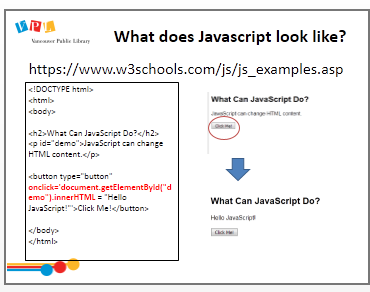 VPL
Vancouver Public Library
What does Javascript look like?
https://www.w3schools.com/js/js_examples.asp
<!DOCTYPE html>
<html>
<body>
<h2>What Can JavaScript Do?</h2>
<p id="demo">JavaScript can change
HTML content.</p>
<button type="button"
onclick='document.getElementById("d
emo").innerHTML = "Hello
JavaScript!"'>Click Me!</button>
</body>
</html>
What Can JavaScript Do?
JavaScript can change HTML content.
Click Me!
What Can JavaScript Do?
Hello JavaScript!
Click Me!